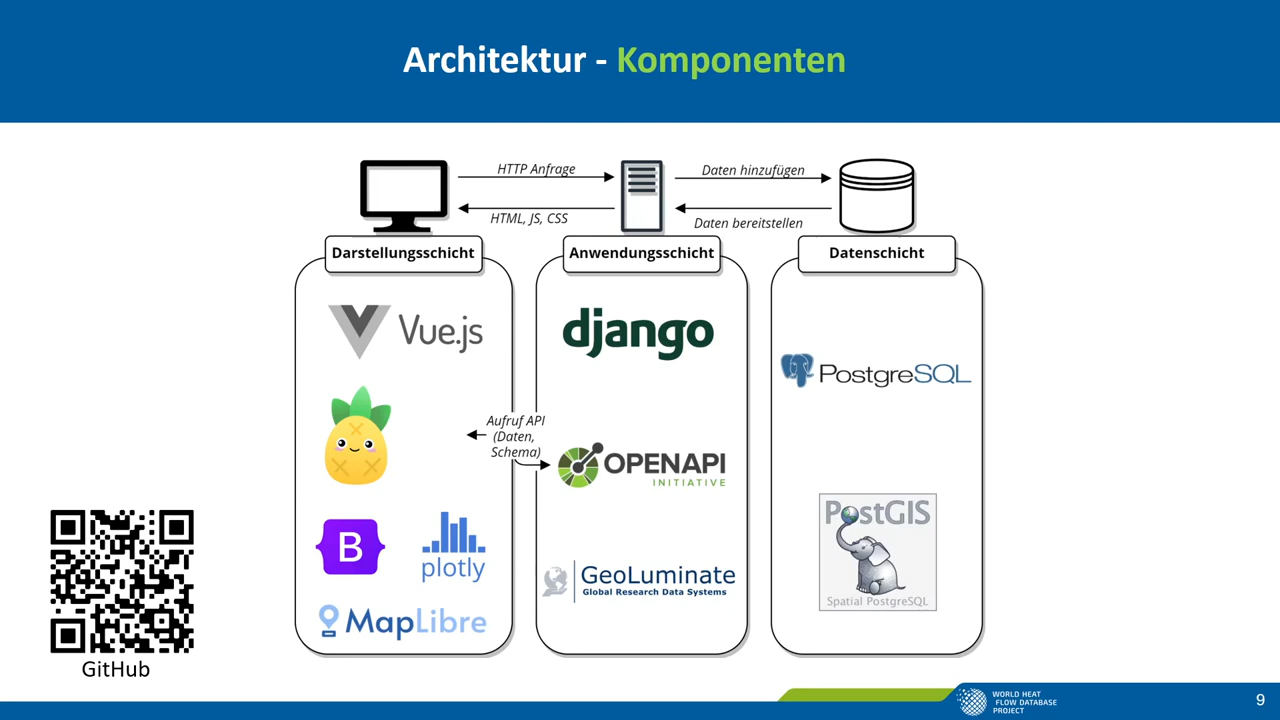 Architektur - Komponenten
HTTP Anfrage
HTML, JS, CSS
Daten hinzufügen
Daten bereitstellen
Darstellungsschicht
Anwendungsschicht
Datenschicht
Vue.js
Aufruf API
(Daten,
Schema)
B
plotly
MapLibre
django
OPENAPI
INITIATIVE
GeoLuminate
Global Research Data Systems
PostgreSQL
PostGIS
Spatial PostgreSQL
GitHub
WORLD HEAT
FLOW DATABASE
PROJECT
9